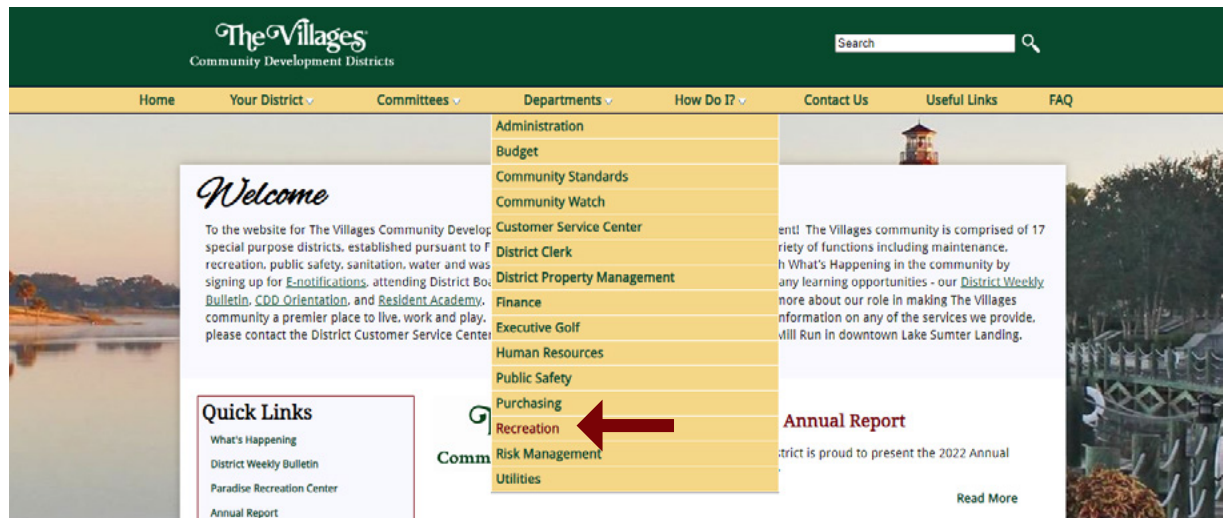 The Villages
Community Development Districts
Search
Home Your District Committees Departments How Do I? Contact Us Useful Links FAQ
Administration
Budget
Community Standards
Community Watch
Customer Service Center
District Clerk
District Property Management
Finance
Executive Golf
Human Resources
Public Safety
Purchasing
Recreation
Risk Management
Utilities
Welcome
To the website for The Villages Community Develop ent! The Villages community is comprised of 17
special purpose districts, established pursuant to F riety of functions including maintenance,
recreation, public safety, sanitation, water and was h What's Happening in the community by
signing up for E-notifications, attending District Boa any learning opportunities - our District Weekly
Bulletin, CDD Orientation, and Resident Academy. more about our role in making The Villages
community a premier place to live, work and play. nformation on any of the services we provide,
please contact the District Customer Service Center Mill Run in downtown Lake Sumter Landing.
Quick Links
What's Happening
District Weekly Bulletin
Paradise Recreation Center
Annual Report
Comm
Annual Report
strict is proud to present the 2022 Annual
Read More